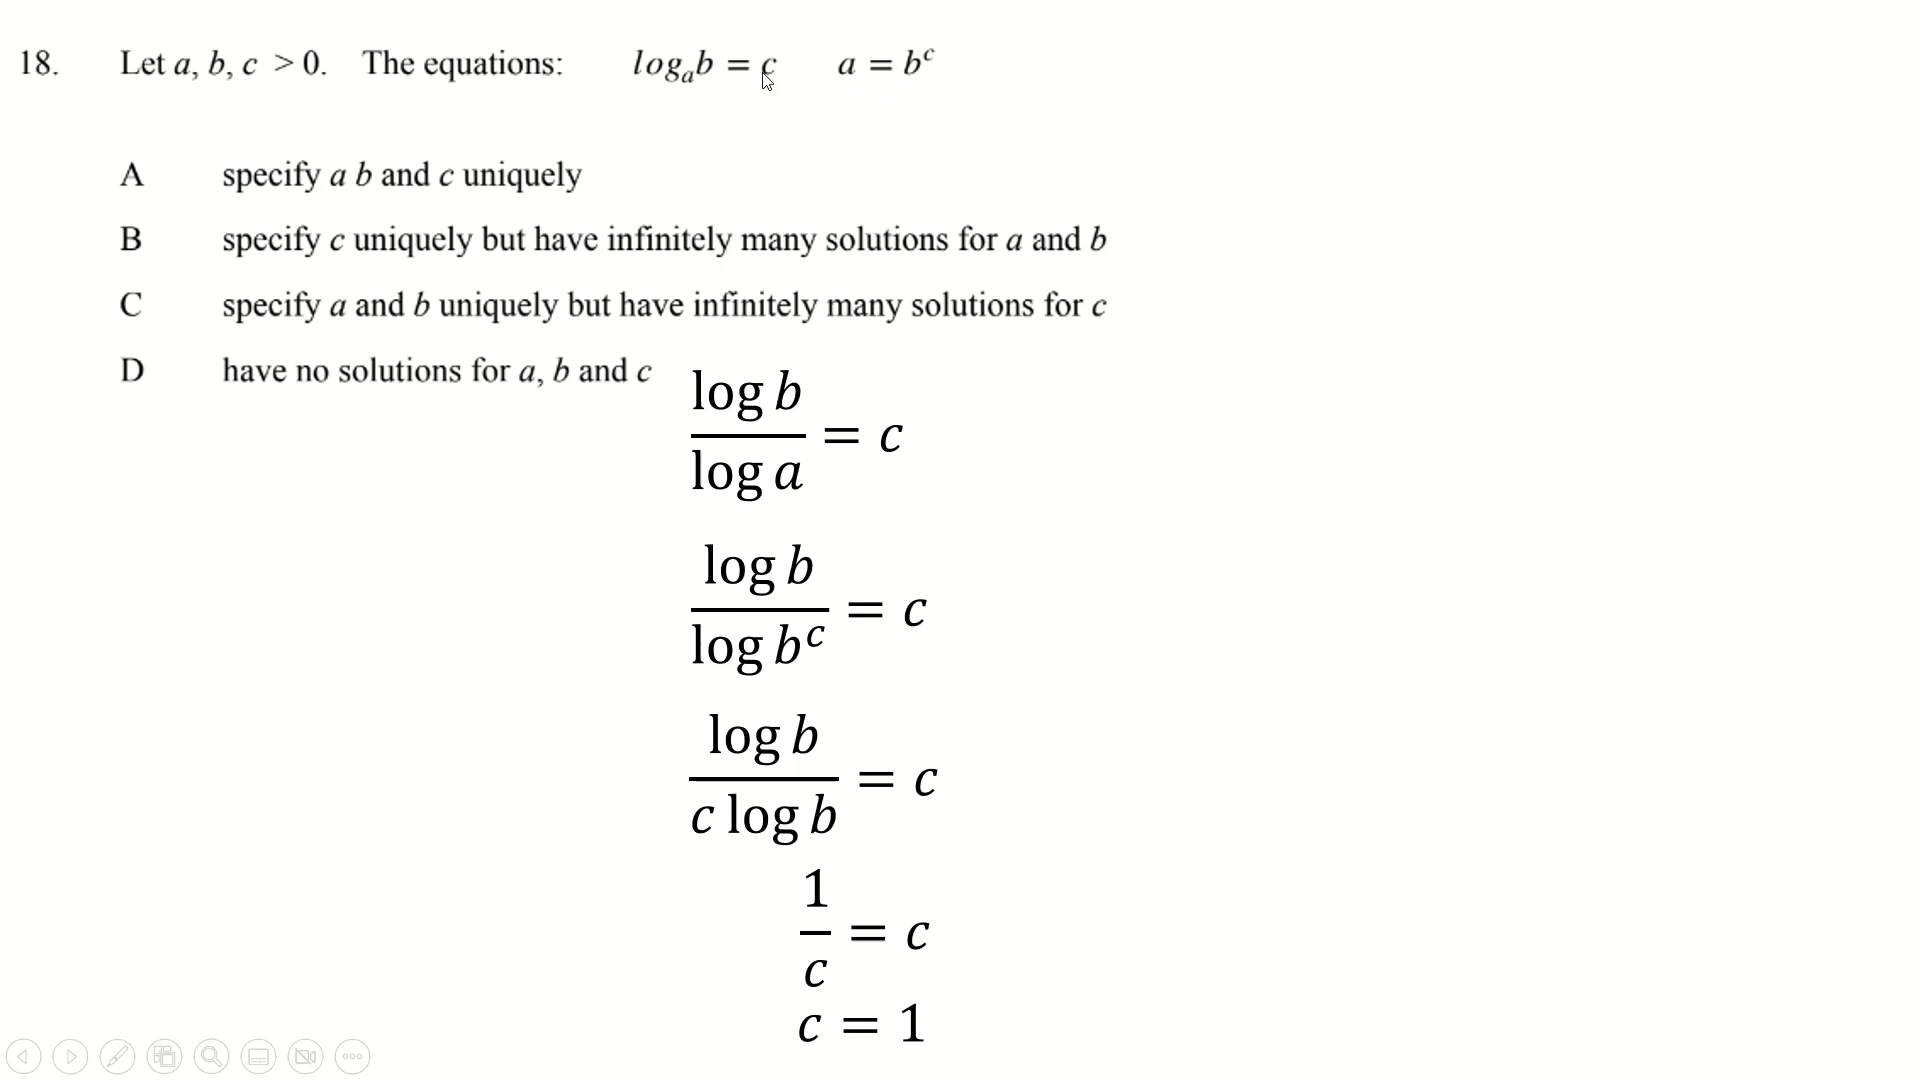 18. Let a, b, c > 0. The equations: log_a b = c a = b^c
A specify a b and c uniquely
B specify c uniquely but have infinitely many solutions for a and b
C specify a and b uniquely but have infinitely many solutions for c
D have no solutions for a, b and c
log b / log a = c
log b / log b^c = c
log b / c log b = c
1 / c = c
c = 1